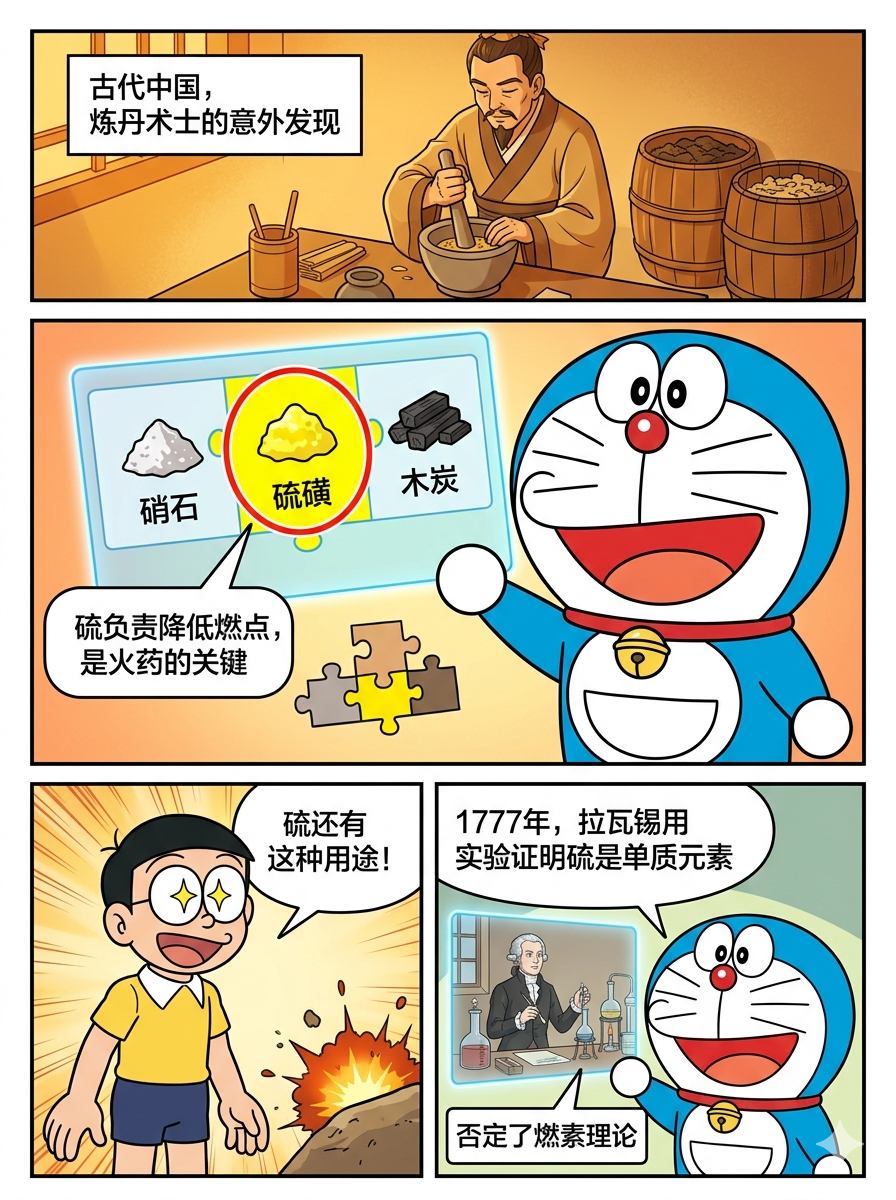 古代中国，
炼丹术士的意外发现
硝石
硫磺
木炭
硫负责降低燃点，
是火药的关键
硫还有
这种用途！
1777年，拉瓦锡用
实验证明硫是单质元素
否定了燃素理论